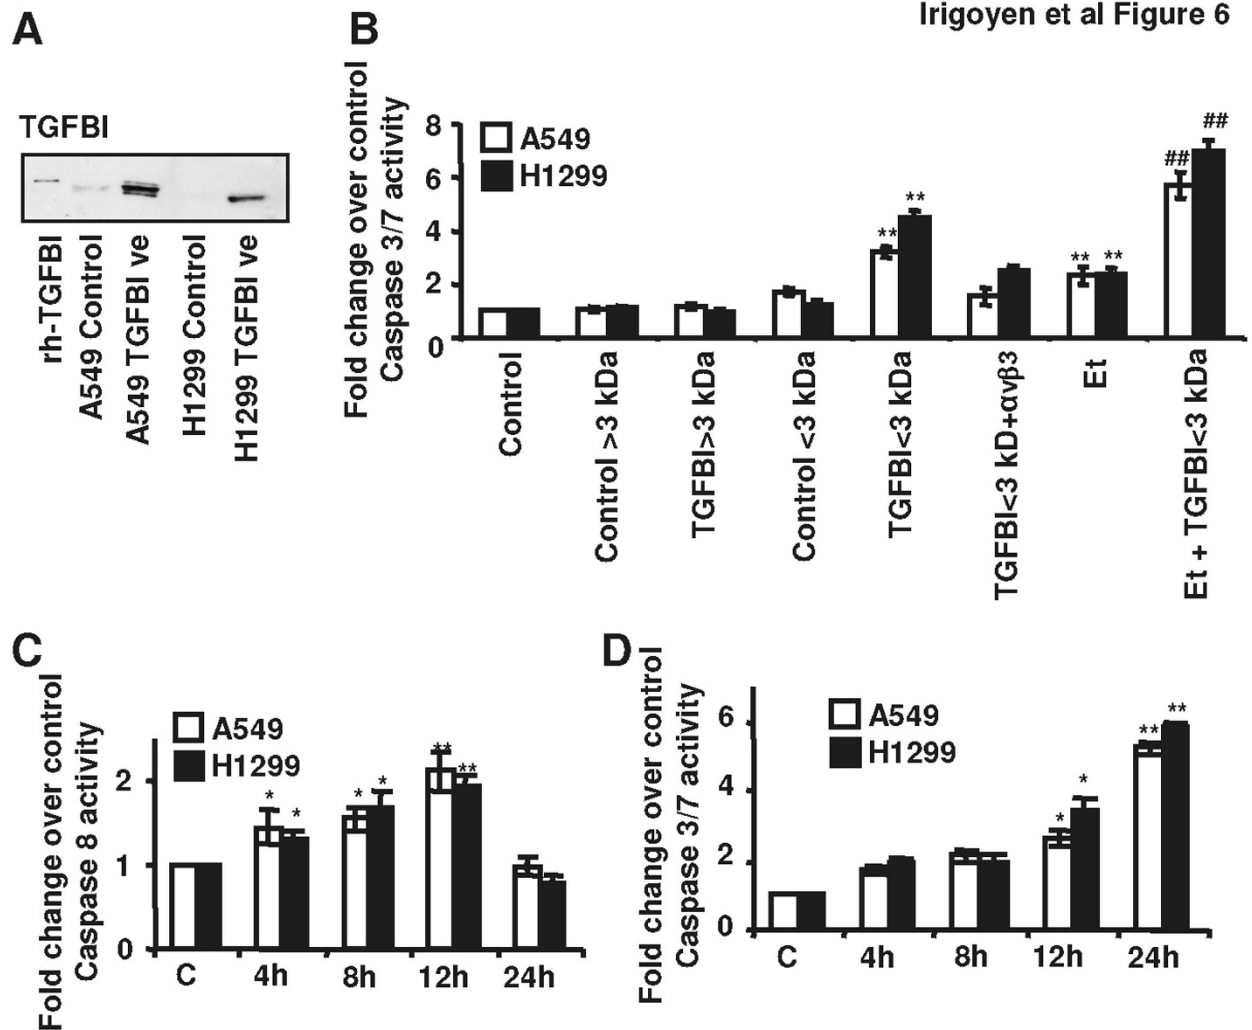 Irigoyen et al Figure 6
A
TGFBI
rh-TGFBI
A549 Control
A549 TGFBI ve
H1299 Control
H1299 TGFBI ve
B
Fold change over control
Caspase 3/7 activity
8
6
4
2
0
A549
H1299
**
**
**
**
##
##
Control
Control >3 kDa
TGFBI>3 kDa
Control <3 kDa
TGFBI<3 kDa
TGFBI<3 kD+αvβ3
Et
Et + TGFBI<3 kDa
C
Fold change over control
Caspase 8 activity
2
1
0
A549
H1299
*
*
*
*
**
**
C
4h
8h
12h
24h
D
Fold change over control
Caspase 3/7 activity
6
4
2
0
A549
H1299
*
*
**
**
C
4h
8h
12h
24h